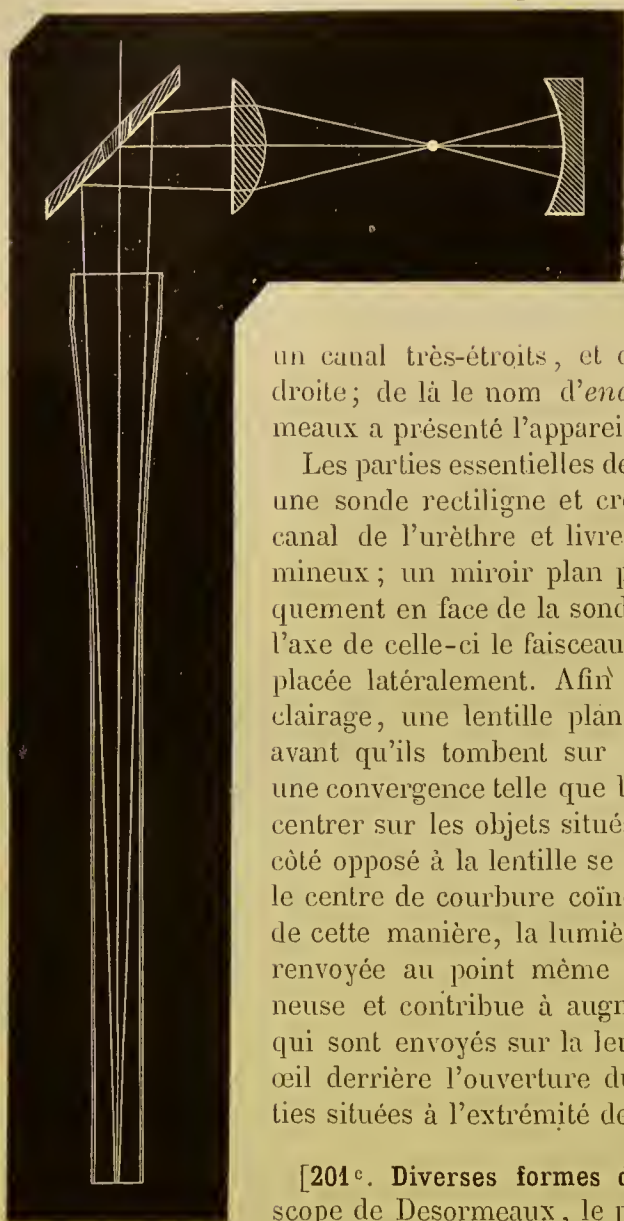 un canal très-étroits, et
droite; de là le nom d'
meaux a présenté l'apparei
Les parties essentielles de
une sonde rectiligne et cr
canal de l'urèthre et livre
mineux; un miroir plan p
quement en face de la sond
l'axe de celle-ci le faisceau
placée latéralement. Afin
clairage, une lentille plan
avant qu'ils tombent sur
une convergence telle que l
centrer sur les objets situé
côté opposé à la lentille se
le centre de courbure coïn
de cette manière, la lumiè
renvoyée au point même
neuse et contribue à augn
qui sont envoyés sur la len
œil derrière l'ouverture du
ties situées à l'extrémité de
[201ᶜ. Diverses formes
scope de Desormeaux, le